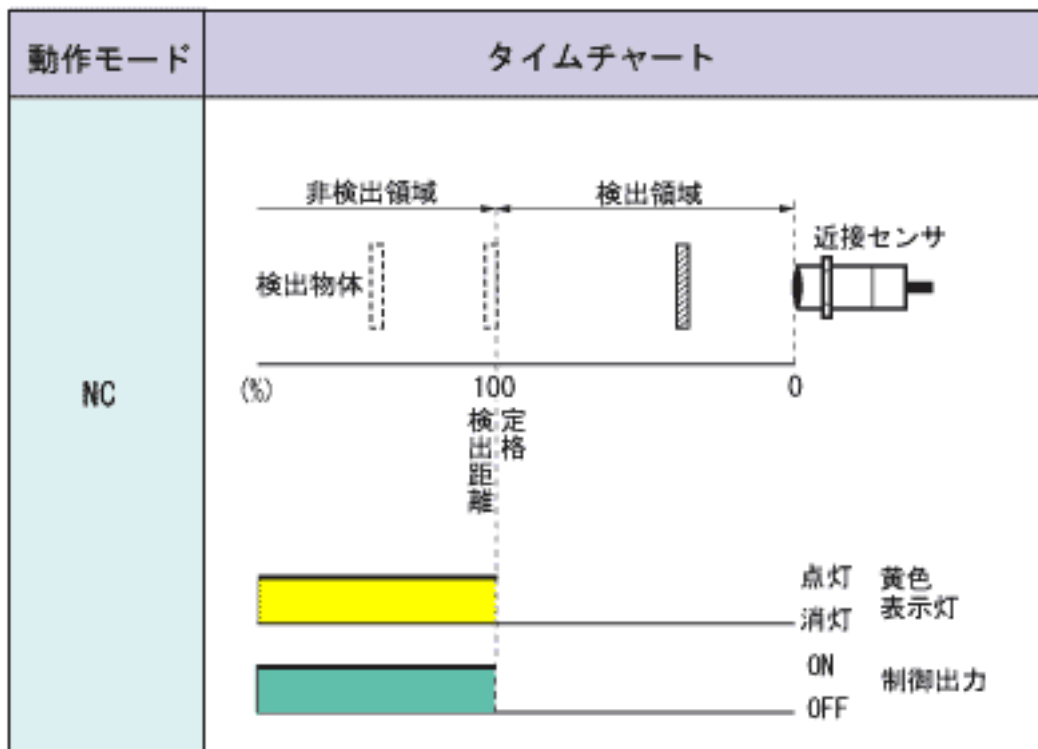 動作モード
タイムチャート
NC
非検出領域
検出領域
近接センサ
検出物体
(%)
100
0
定格
検出距離
点灯
黄色
表示灯
消灯
ON
制御出力
OFF